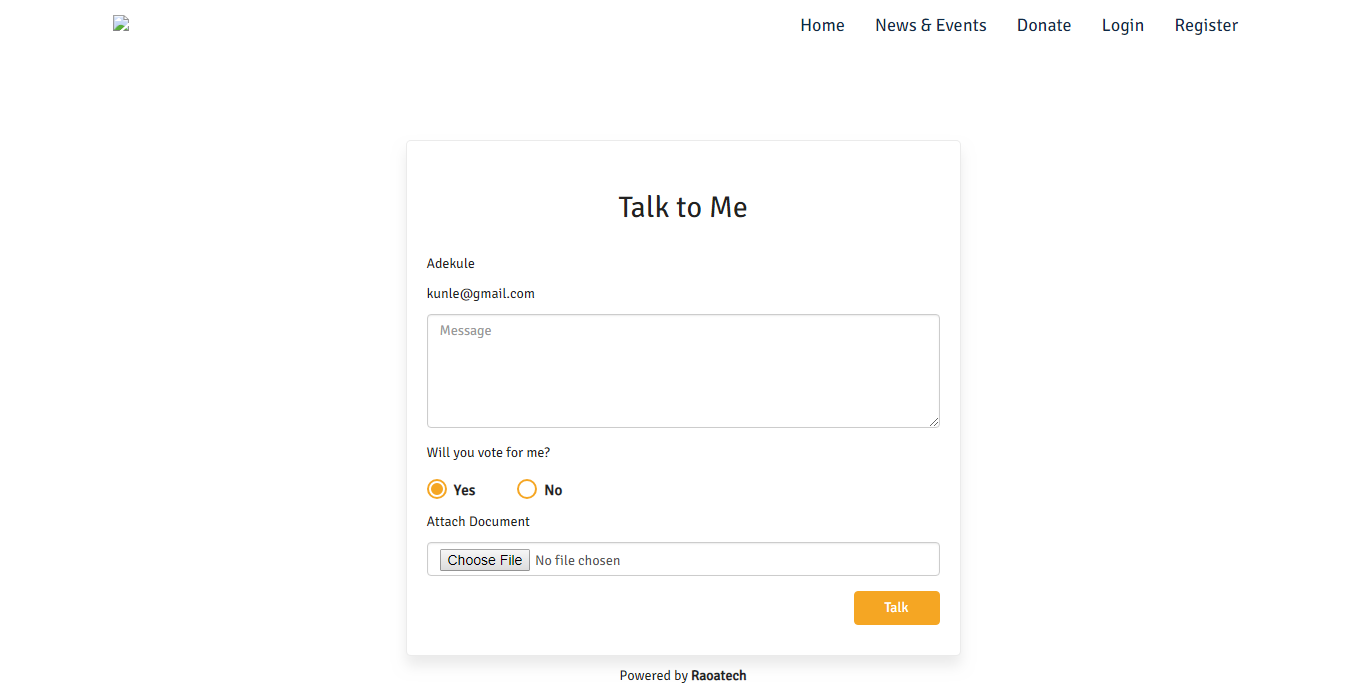 Home News & Events Donate Login Register
Talk to Me
Adekule
kunle@gmail.com
Message
Will you vote for me?
Yes No
Attach Document
Choose File No file chosen
Talk
Powered by Raoatech